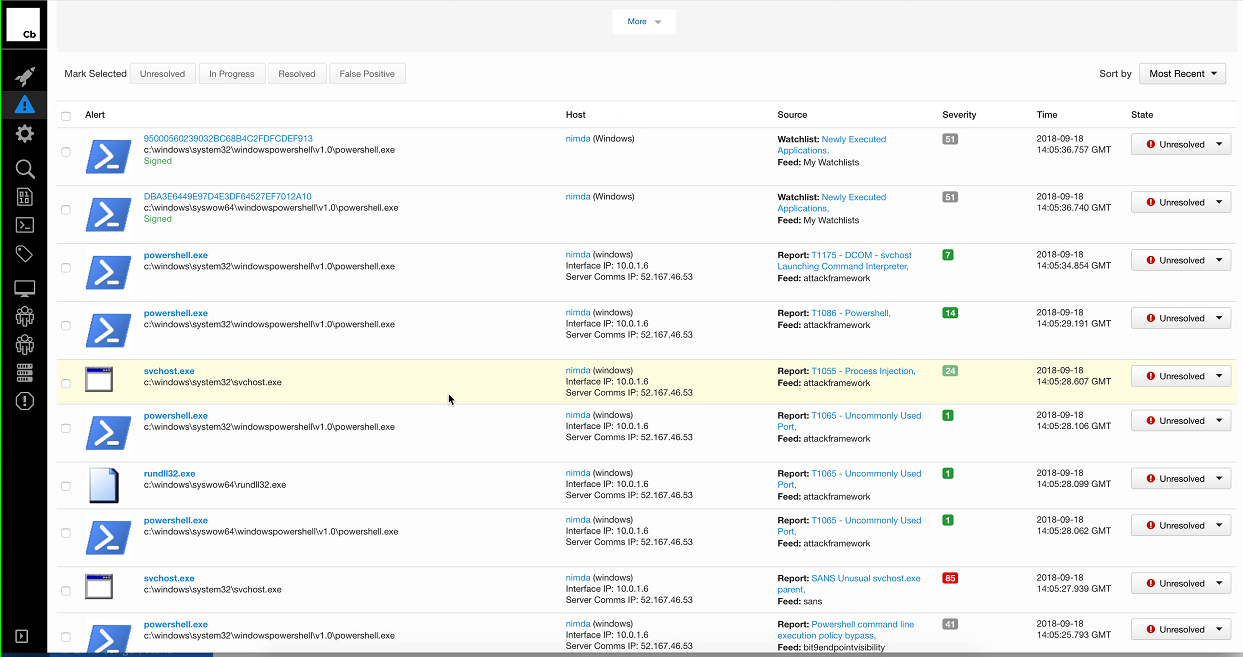 Cb
More
Mark Selected Unresolved In Progress Resolved False Positive Sort by Most Recent
Alert Host Source Severity Time State
95000560239032BC68B4C2FDFCDEF913 nimda (Windows) Watchlist: Newly Executed 51 2018-09-18 Unresolved
c:\windows\system32\windowspowershell\v1.0\powershell.exe Applications, 14:05:36.757 GMT
Signed Feed: My Watchlists
DBA3E6449E97D4E3DF64527EF7012A10 nimda (Windows) Watchlist: Newly Executed 51 2018-09-18 Unresolved
c:\windows\syswow64\windowspowershell\v1.0\powershell.exe Applications, 14:05:36.740 GMT
Signed Feed: My Watchlists
powershell.exe nimda (windows) Report: T1175 - DCOM - svchost 7 2018-09-18 Unresolved
c:\windows\system32\windowspowershell\v1.0\powershell.exe Interface IP: 10.0.1.6 Launching Command Interpreter, 14:05:34.854 GMT
Server Comms IP: 52.167.46.53 Feed: attackframework
powershell.exe nimda (windows) Report: T1086 - Powershell, 14 2018-09-18 Unresolved
c:\windows\system32\windowspowershell\v1.0\powershell.exe Interface IP: 10.0.1.6 Feed: attackframework 14:05:29.191 GMT
Server Comms IP: 52.167.46.53
svchost.exe nimda (windows) Report: T1055 - Process Injection, 24 2018-09-18 Unresolved
c:\windows\system32\svchost.exe Interface IP: 10.0.1.6 Feed: attackframework 14:05:28.607 GMT
Server Comms IP: 52.167.46.53
powershell.exe nimda (windows) Report: T1065 - Uncommonly Used 1 2018-09-18 Unresolved
c:\windows\system32\windowspowershell\v1.0\powershell.exe Interface IP: 10.0.1.6 Port, 14:05:28.106 GMT
Server Comms IP: 52.167.46.53 Feed: attackframework
rundll32.exe nimda (windows) Report: T1065 - Uncommonly Used 1 2018-09-18 Unresolved
c:\windows\syswow64\rundll32.exe Interface IP: 10.0.1.6 Port, 14:05:28.099 GMT
Server Comms IP: 52.167.46.53 Feed: attackframework
powershell.exe nimda (windows) Report: T1065 - Uncommonly Used 1 2018-09-18 Unresolved
c:\windows\syswow64\windowspowershell\v1.0\powershell.exe Interface IP: 10.0.1.6 Port, 14:05:28.062 GMT
Server Comms IP: 52.167.46.53 Feed: attackframework
svchost.exe nimda (windows) Report: SANS Unusual svchost.exe 85 2018-09-18 Unresolved
c:\windows\system32\svchost.exe Interface IP: 10.0.1.6 parent, 14:05:27.939 GMT
Server Comms IP: 52.167.46.53 Feed: sans
powershell.exe nimda (windows) Report: Powershell command line 41 2018-09-18 Unresolved
c:\windows\system32\windowspowershell\v1.0\powershell.exe Interface IP: 10.0.1.6 execution policy bypass, 14:05:25.793 GMT
Server Comms IP: 52.167.46.53 Feed: bit9endpointvisibility